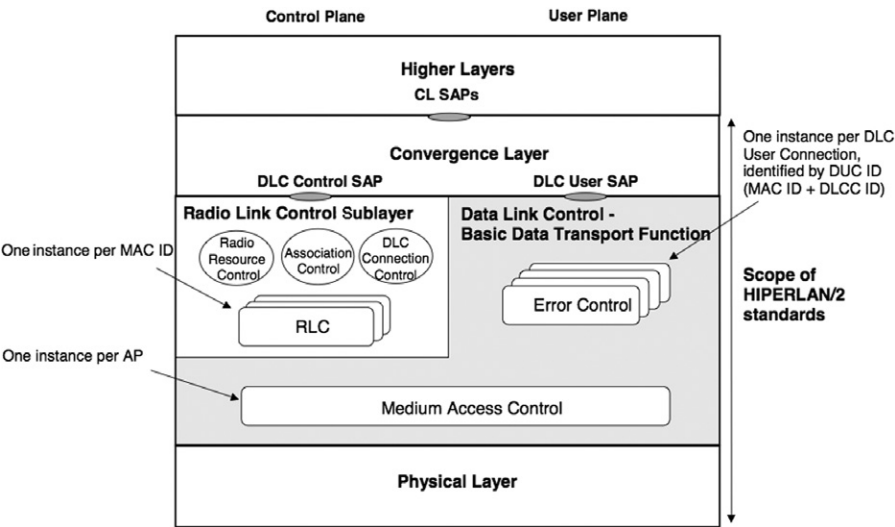 Control Plane
User Plane
Higher Layers
CL SAPs
Convergence Layer
DLC Control SAP
DLC User SAP
One instance per DLC
User Connection,
identified by DUC ID
(MAC ID + DLCC ID)
Radio Link Control Sublayer
Data Link Control -
Basic Data Transport Function
Radio
Resource
Control
Association
Control
DLC
Connection
Control
One instance per MAC ID
RLC
Error Control
Scope of
HIPERLAN/2
standards
One instance per AP
Medium Access Control
Physical Layer